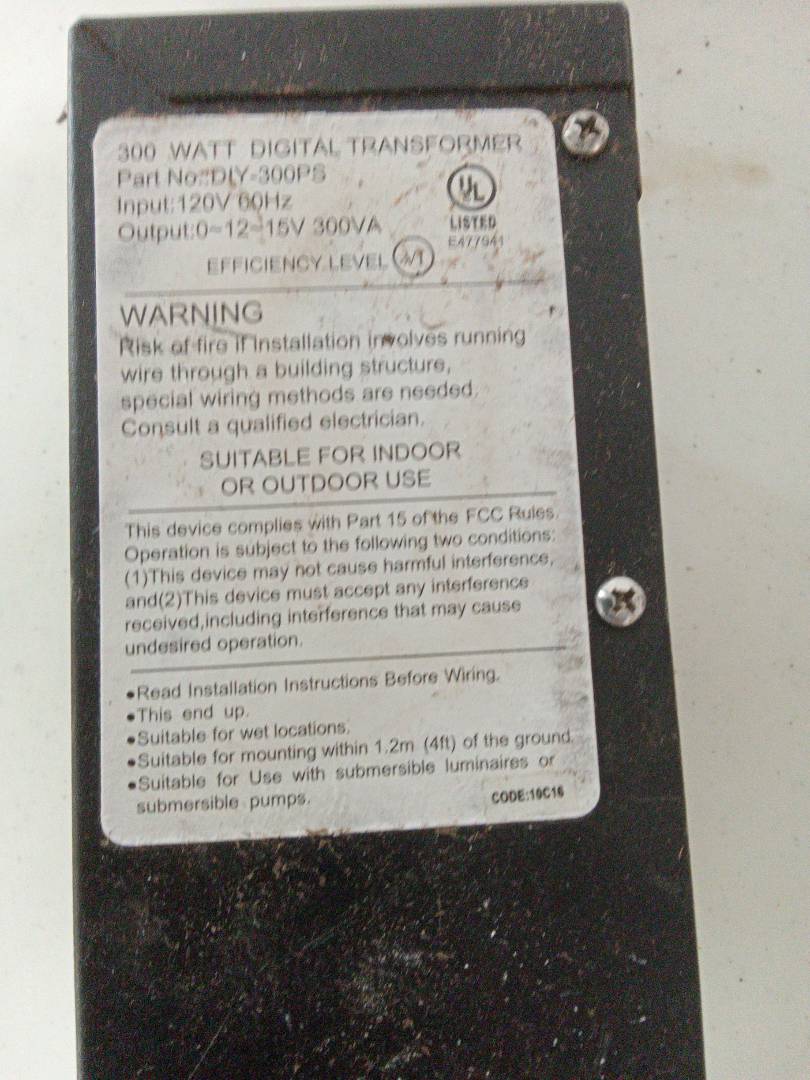 300 WATT DIGITAL TRANSFORMER
Part No.:DIY-300PS
Input:120V 60Hz
Output:0~12~15V 300VA
UL
LISTED
E477941
EFFICIENCY LEVEL VI
WARNING
Risk of fire if Installation involves running
wire through a building structure,
special wiring methods are needed.
Consult a qualified electrician.
SUITABLE FOR INDOOR
OR OUTDOOR USE
This device complies with Part 15 of the FCC Rules.
Operation is subject to the following two conditions:
(1)This device may not cause harmful interference,
and(2)This device must accept any interference
received,including interference that may cause
undesired operation.
•Read Installation Instructions Before Wiring.
•This end up.
•Suitable for wet locations.
•Suitable for mounting within 1.2m (4ft) of the ground.
•Suitable for Use with submersible luminaires or
submersible pumps.
CODE:19C16